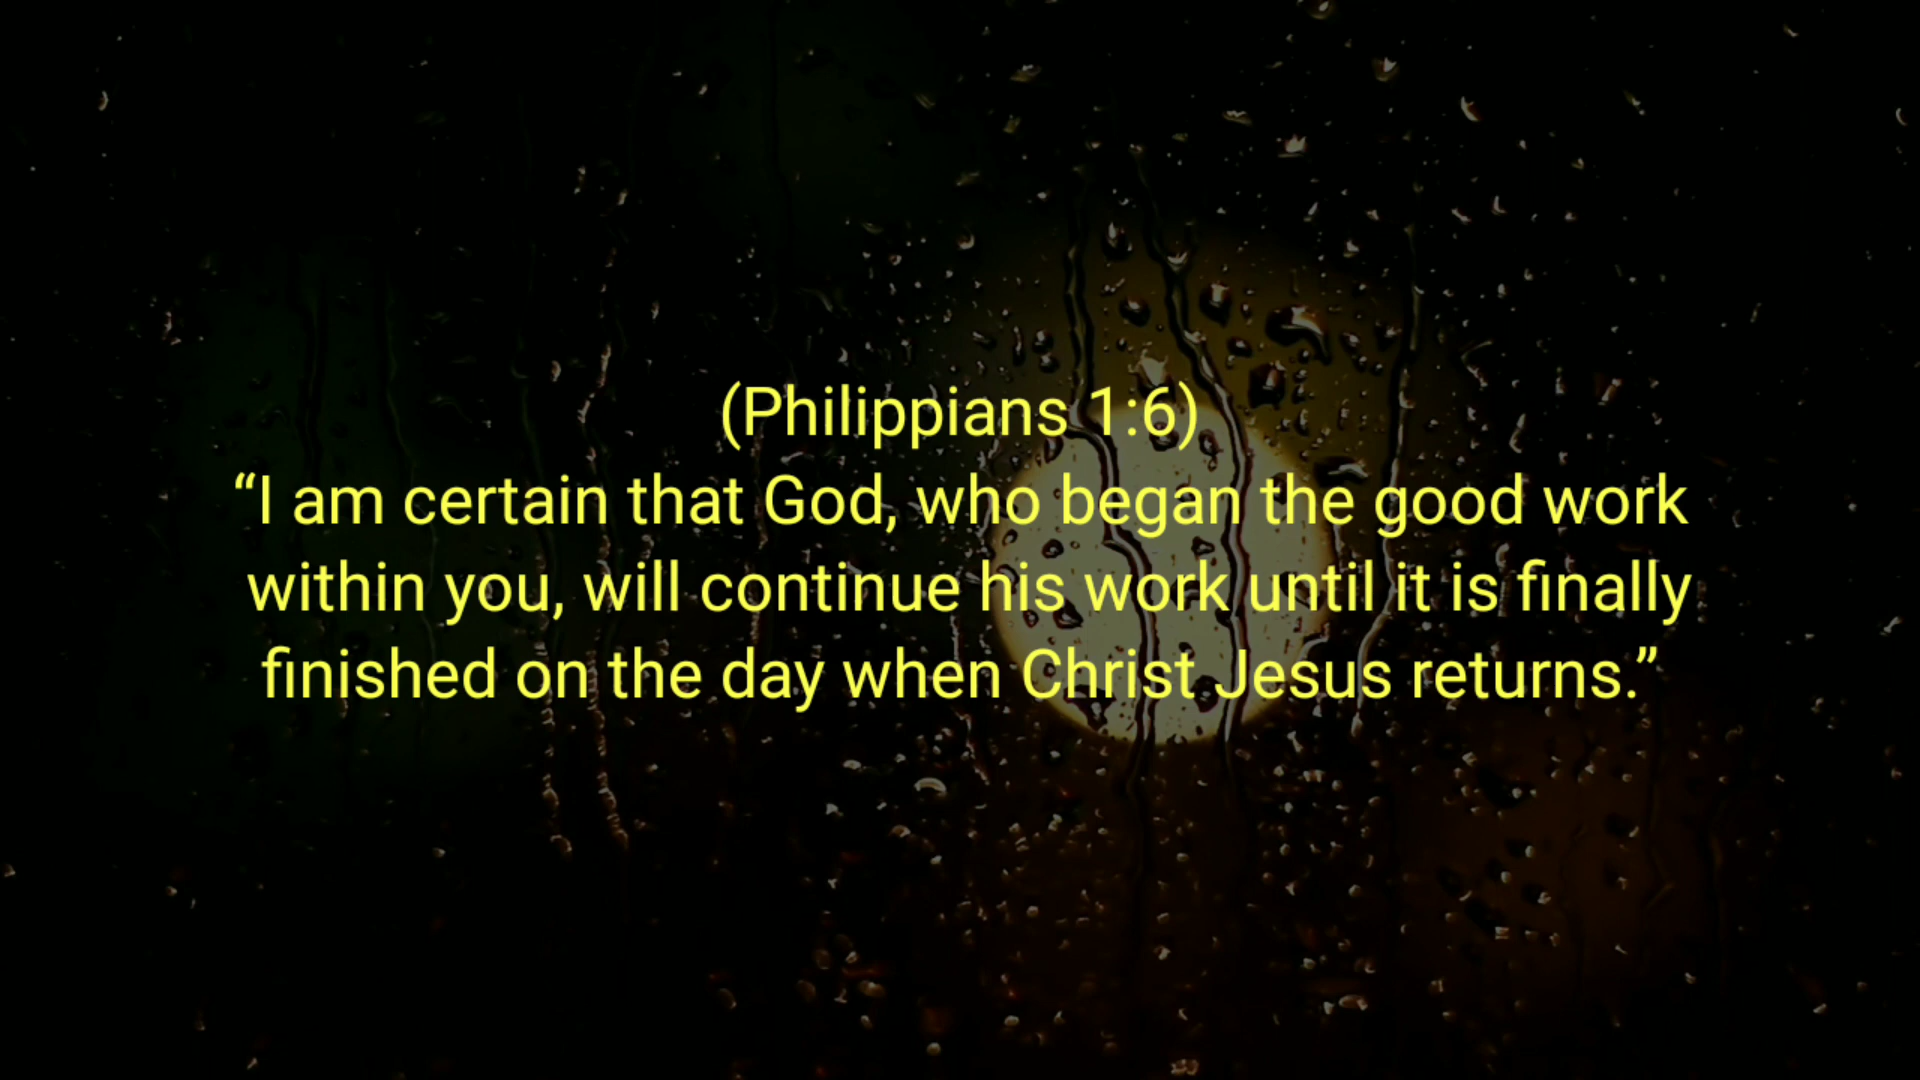 (Philippians 1:6)
“I am certain that God, who began the good work
within you, will continue his work until it is finally
finished on the day when Christ Jesus returns.”